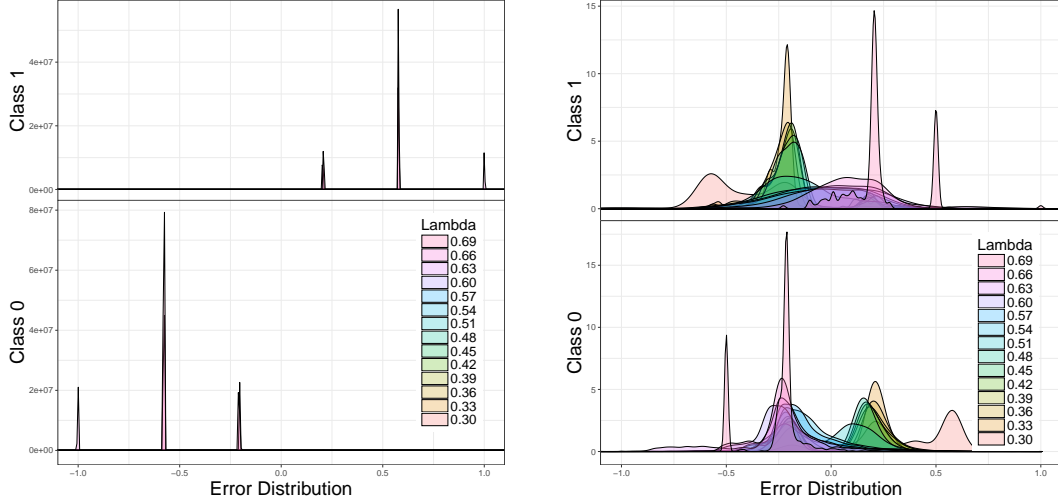 Class 1
4e+07
2e+07
0e+00
Class 0
8e+07
6e+07
4e+07
2e+07
0e+00
Lambda
0.69
0.66
0.63
0.60
0.57
0.54
0.51
0.48
0.45
0.42
0.39
0.36
0.33
0.30
-1.0 -0.5 0.0 0.5 1.0
Error Distribution
Class 1
15
10
5
0
Class 0
15
10
5
0
Lambda
0.69
0.66
0.63
0.60
0.57
0.54
0.51
0.48
0.45
0.42
0.39
0.36
0.33
0.30
-1.0 -0.5 0.0 0.5 1.0
Error Distribution